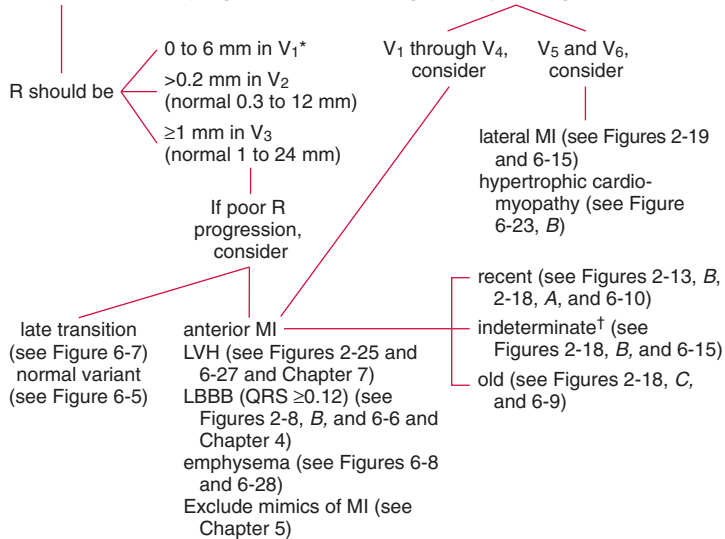 R should be
0 to 6 mm in V1*
>0.2 mm in V2
(normal 0.3 to 12 mm)
≥1 mm in V3
(normal 1 to 24 mm)
If poor R
progression,
consider
late transition
(see Figure 6-7)
normal variant
(see Figure 6-5)
anterior MI
LVH (see Figures 2-25 and
6-27 and Chapter 7)
LBBB (QRS ≥0.12) (see
Figures 2-8, B, and 6-6 and
Chapter 4)
emphysema (see Figures 6-8
and 6-28)
Exclude mimics of MI (see
Chapter 5)
V1 through V4,
consider
recent (see Figures 2-13, B,
2-18, A, and 6-10)
indeterminate† (see
Figures 2-18, B, and 6-15)
old (see Figures 2-18, C,
and 6-9)
V5 and V6,
consider
lateral MI (see Figures 2-19
and 6-15)
hypertrophic cardio-
myopathy (see Figure
6-23, B)